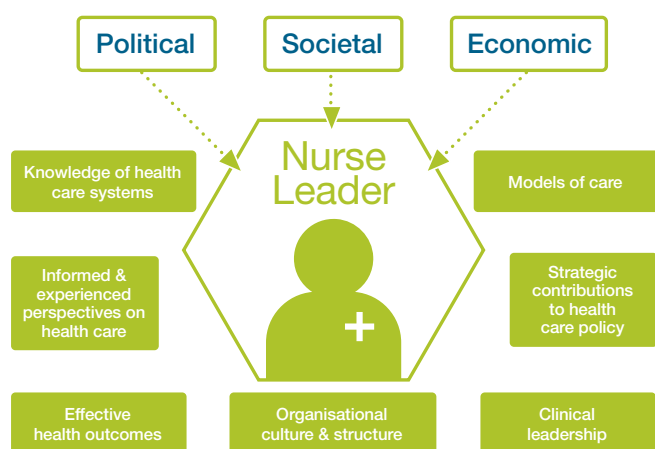 Political
Societal
Economic
Nurse
Leader
Knowledge of health
care systems
Models of care
Informed &
experienced
perspectives on
health care
Strategic
contributions
to health
care policy
Effective
health outcomes
Organisational
culture & structure
Clinical
leadership